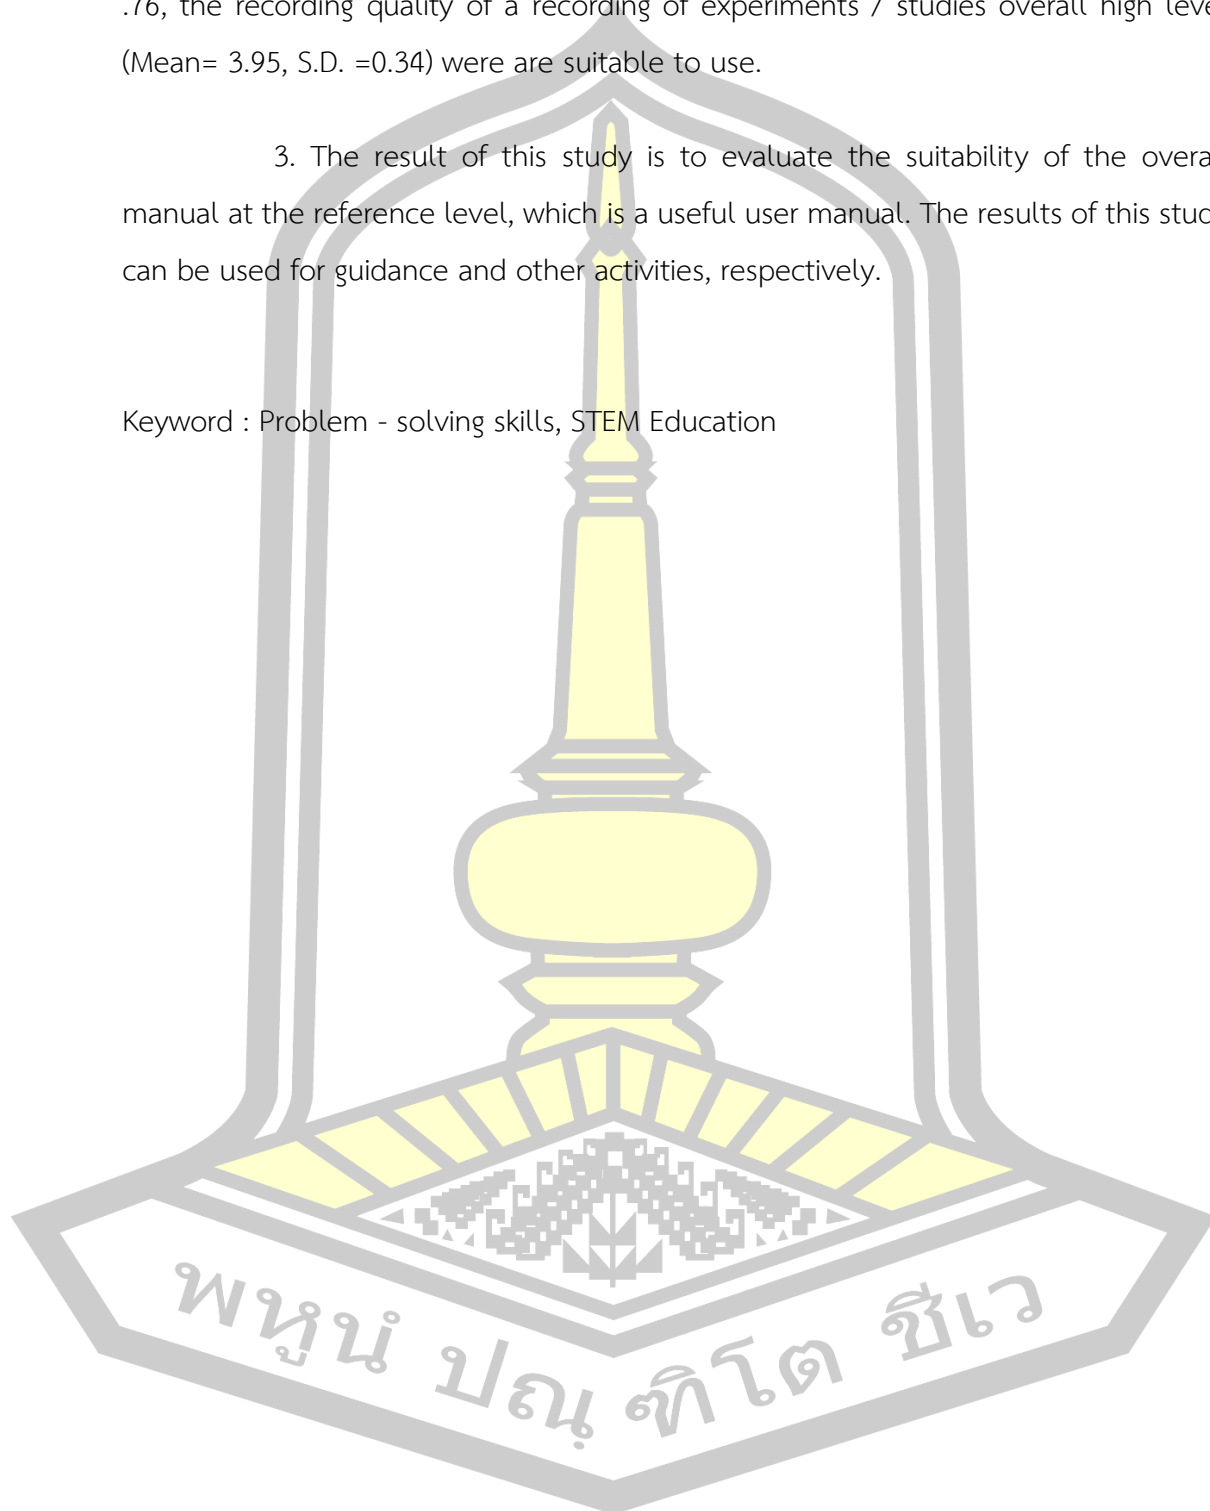 .76, the recording quality of a recording of experiments / studies overall high leve
(Mean= 3.95, S.D. =0.34) were are suitable to use.
3. The result of this study is to evaluate the suitability of the overa
manual at the reference level, which is a useful user manual. The results of this stud
can be used for guidance and other activities, respectively.
Keyword : Problem - solving skills, STEM Education
พหูนํ ปณฺฑิโต ชีเว